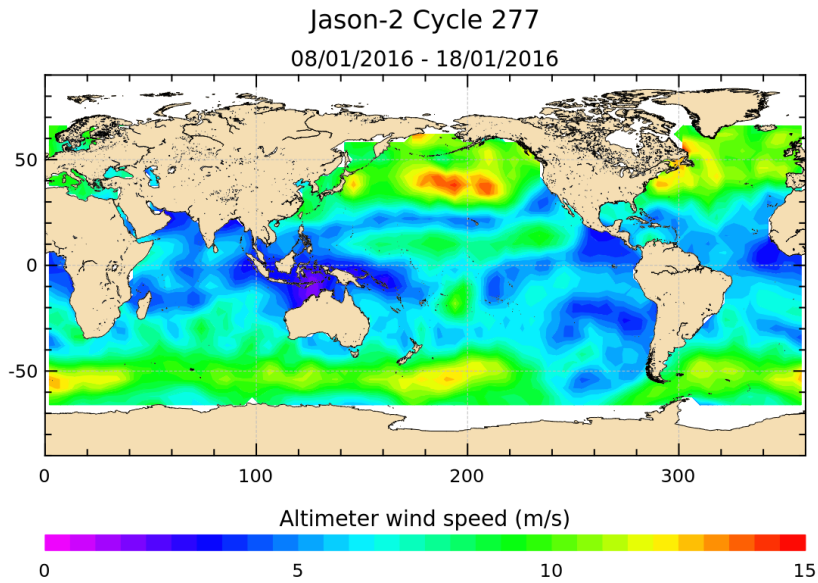 Jason-2 Cycle 277
08/01/2016 - 18/01/2016
50
0
-50
0 100 200 300
Altimeter wind speed (m/s)
0 5 10 15